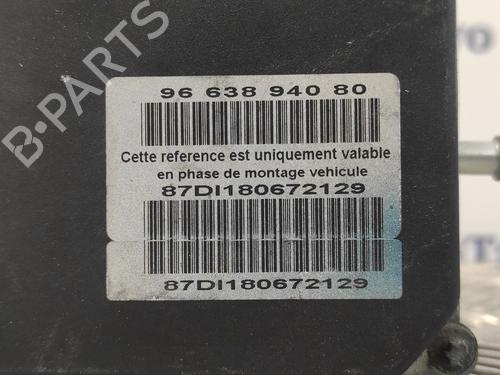 B-PARTS
96 638 940 80
Cette reference est uniquement valable
en phase de montage vehicule
87DI180672129
87DI180672129